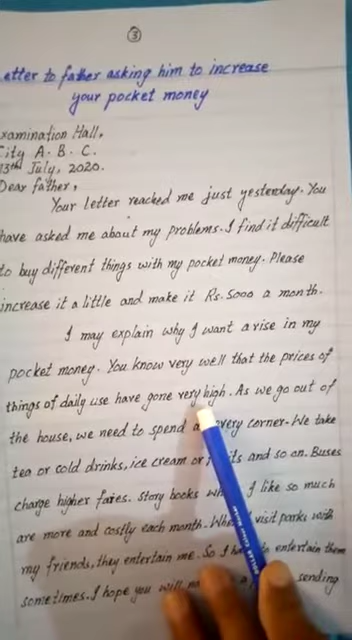 3
etter to father asking him to increase
your pocket money
xamination Hall,
City A. B. C.
13th July, 2020.
Dear father,
Your letter reached me just yesterday. You
have asked me about my problems. I find it difficult
to buy different things with my pocket money. Please
increase it a little and make it Rs. 5000 a month.
I may explain why I want a rise in my
pocket money. You know very well that the prices of
things of daily use have gone very high. As we go out of
the house, we need to spend very corner. We take
tea or cold drinks, ice cream or its and so on. Buses
charge higher fares. Story books I like so much
are more and costly each month. visit parks with
my friends, they entertain me. So I entertain them
sometimes. I hope you will sending